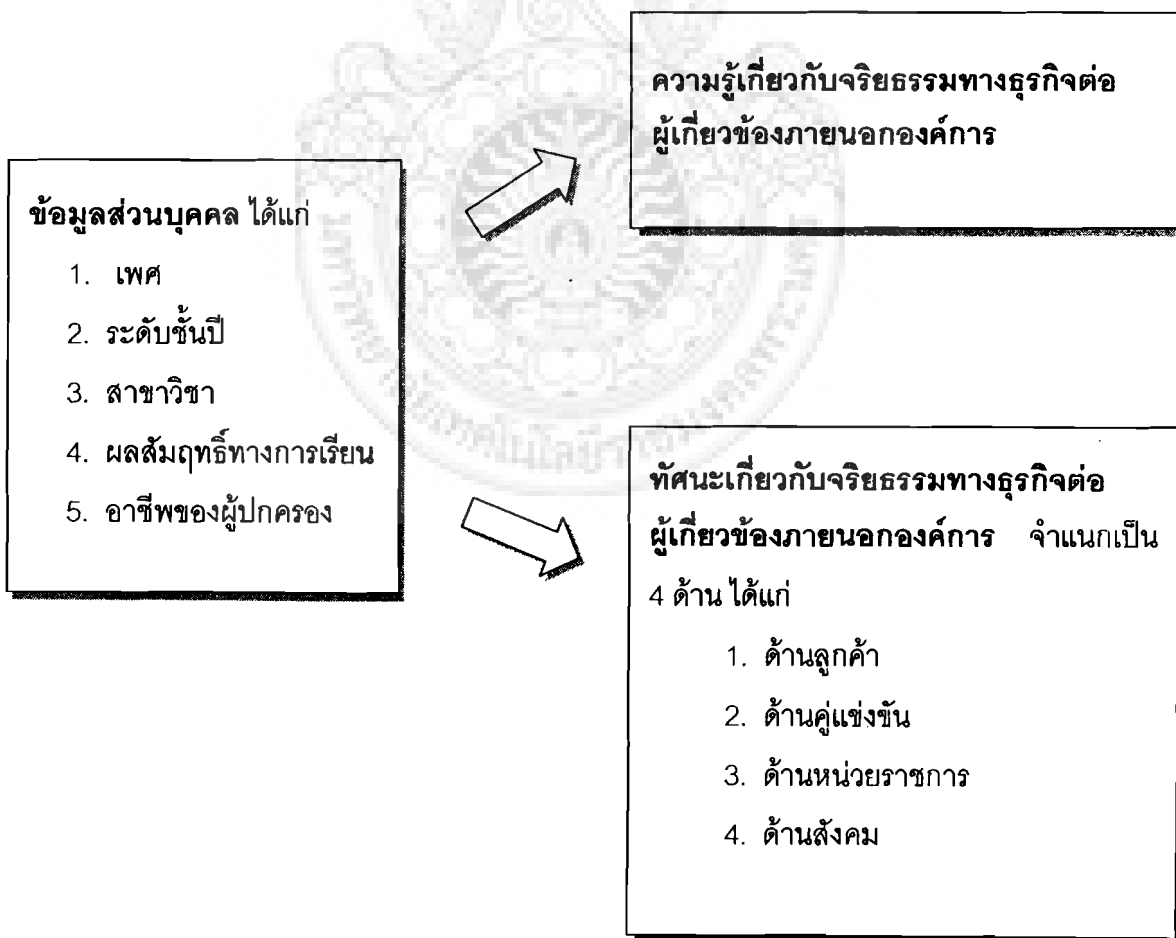 ข้อมูลส่วนบุคคล ได้แก่
1. เพศ
2. ระดับชั้นปี
3. สาขาวิชา
4. ผลสัมฤทธิ์ทางการเรียน
5. อาชีพของผู้ปกครอง
ความรู้เกี่ยวกับจริยธรรมทางธุรกิจต่อ
ผู้เกี่ยวข้องภายนอกองค์การ
ทัศนะเกี่ยวกับจริยธรรมทางธุรกิจต่อ
ผู้เกี่ยวข้องภายนอกองค์การ จำแนกเป็น
4 ด้าน ได้แก่
1. ด้านลูกค้า
2. ด้านคู่แข่งขัน
3. ด้านหน่วยราชการ
4. ด้านสังคม